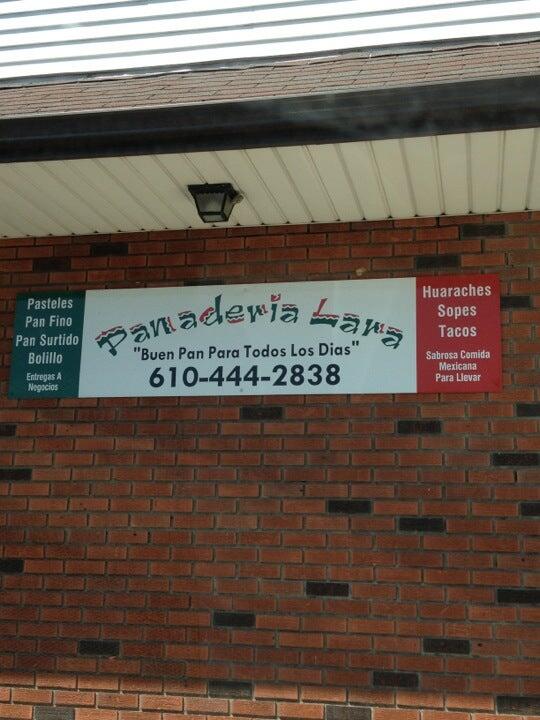 Pasteles
Pan Fino
Pan Surtido
Bolillo
Entregas A
Negocios
Panaderia Lara
"Buen Pan Para Todos Los Dias"
610-444-2838
Huaraches
Sopes
Tacos
Sabrosa Comida
Mexicana
Para Llevar